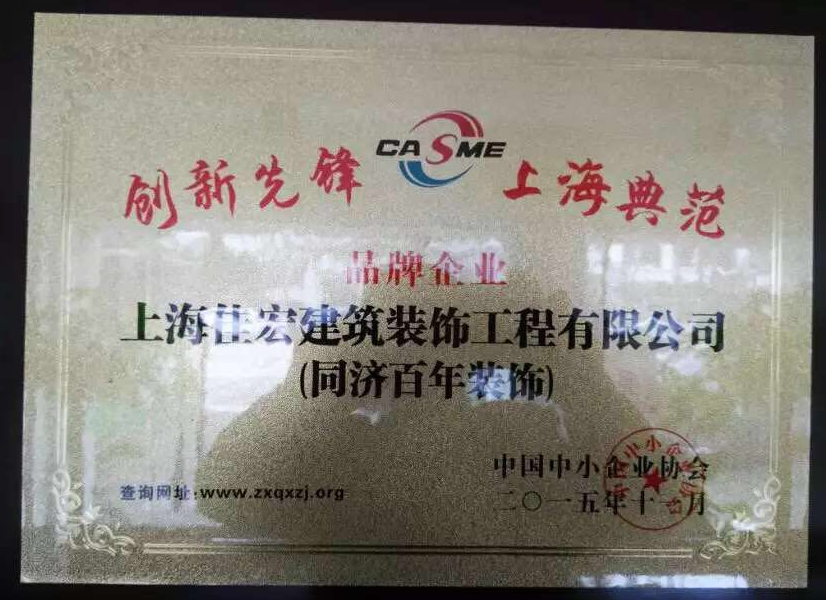 CASME
创新先锋 上海典范
品牌企业
上海住宏建筑装饰工程有限公司
(同济百年装饰)
中国中小企业协会
查询网址:www.zxqxzj.org
二〇一五年十一月